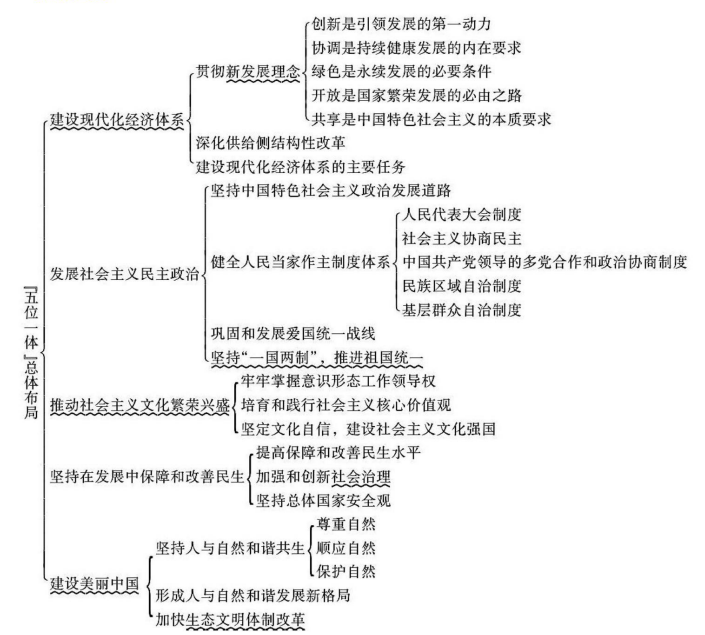 『五位一体』总体布局
建设现代化经济体系
贯彻新发展理念
创新是引领发展的第一动力
协调是持续健康发展的内在要求
绿色是永续发展的必要条件
开放是国家繁荣发展的必由之路
共享是中国特色社会主义的本质要求
深化供给侧结构性改革
建设现代化经济体系的主要任务
发展社会主义民主政治
坚持中国特色社会主义政治发展道路
健全人民当家作主制度体系
人民代表大会制度
社会主义协商民主
中国共产党领导的多党合作和政治协商制度
民族区域自治制度
基层群众自治制度
巩固和发展爱国统一战线
坚持“一国两制”，推进祖国统一
推动社会主义文化繁荣兴盛
牢牢掌握意识形态工作领导权
培育和践行社会主义核心价值观
坚定文化自信，建设社会主义文化强国
坚持在发展中保障和改善民生
提高保障和改善民生水平
加强和创新社会治理
坚持总体国家安全观
建设美丽中国
坚持人与自然和谐共生
尊重自然
顺应自然
保护自然
形成人与自然和谐发展新格局
加快生态文明体制改革